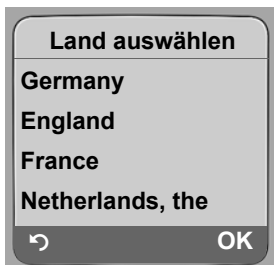 Land auswählen
Germany
England
France
Netherlands, the
OK